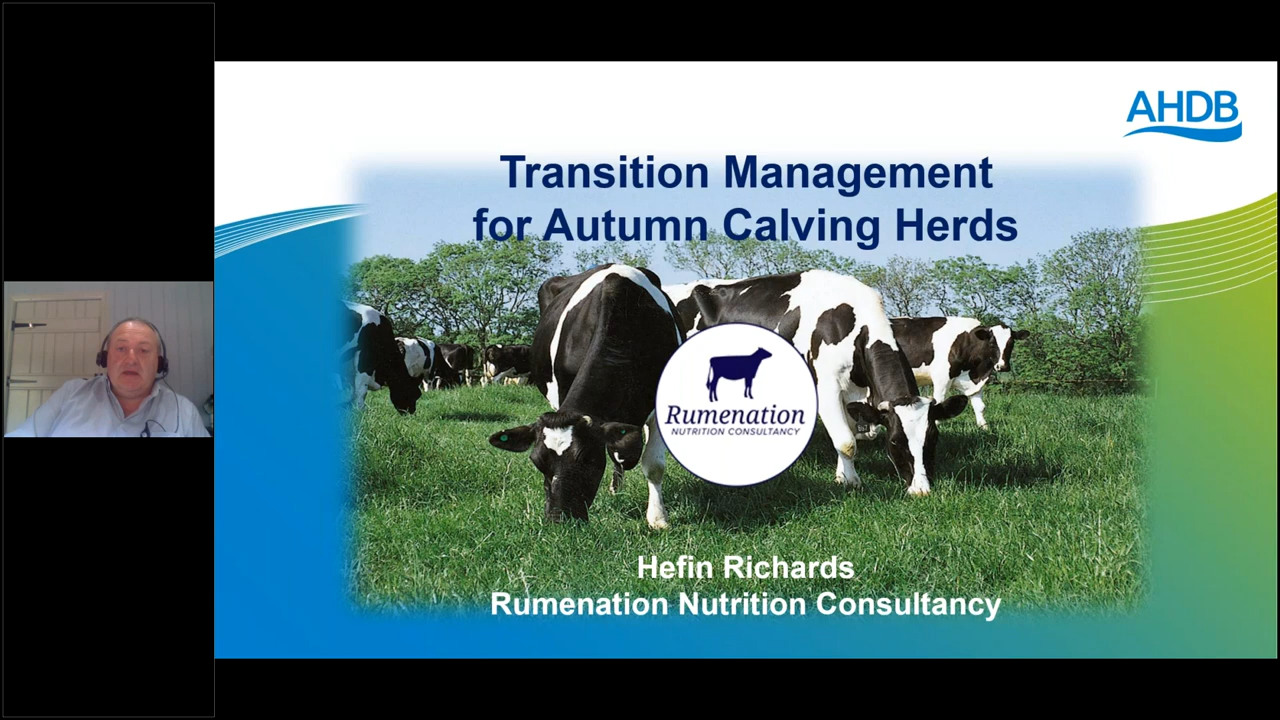 AHDB
Transition Management
for Autumn Calving Herds
Rumenation
NUTRITION CONSULTANCY
Hefin Richards
Rumenation Nutrition Consultancy